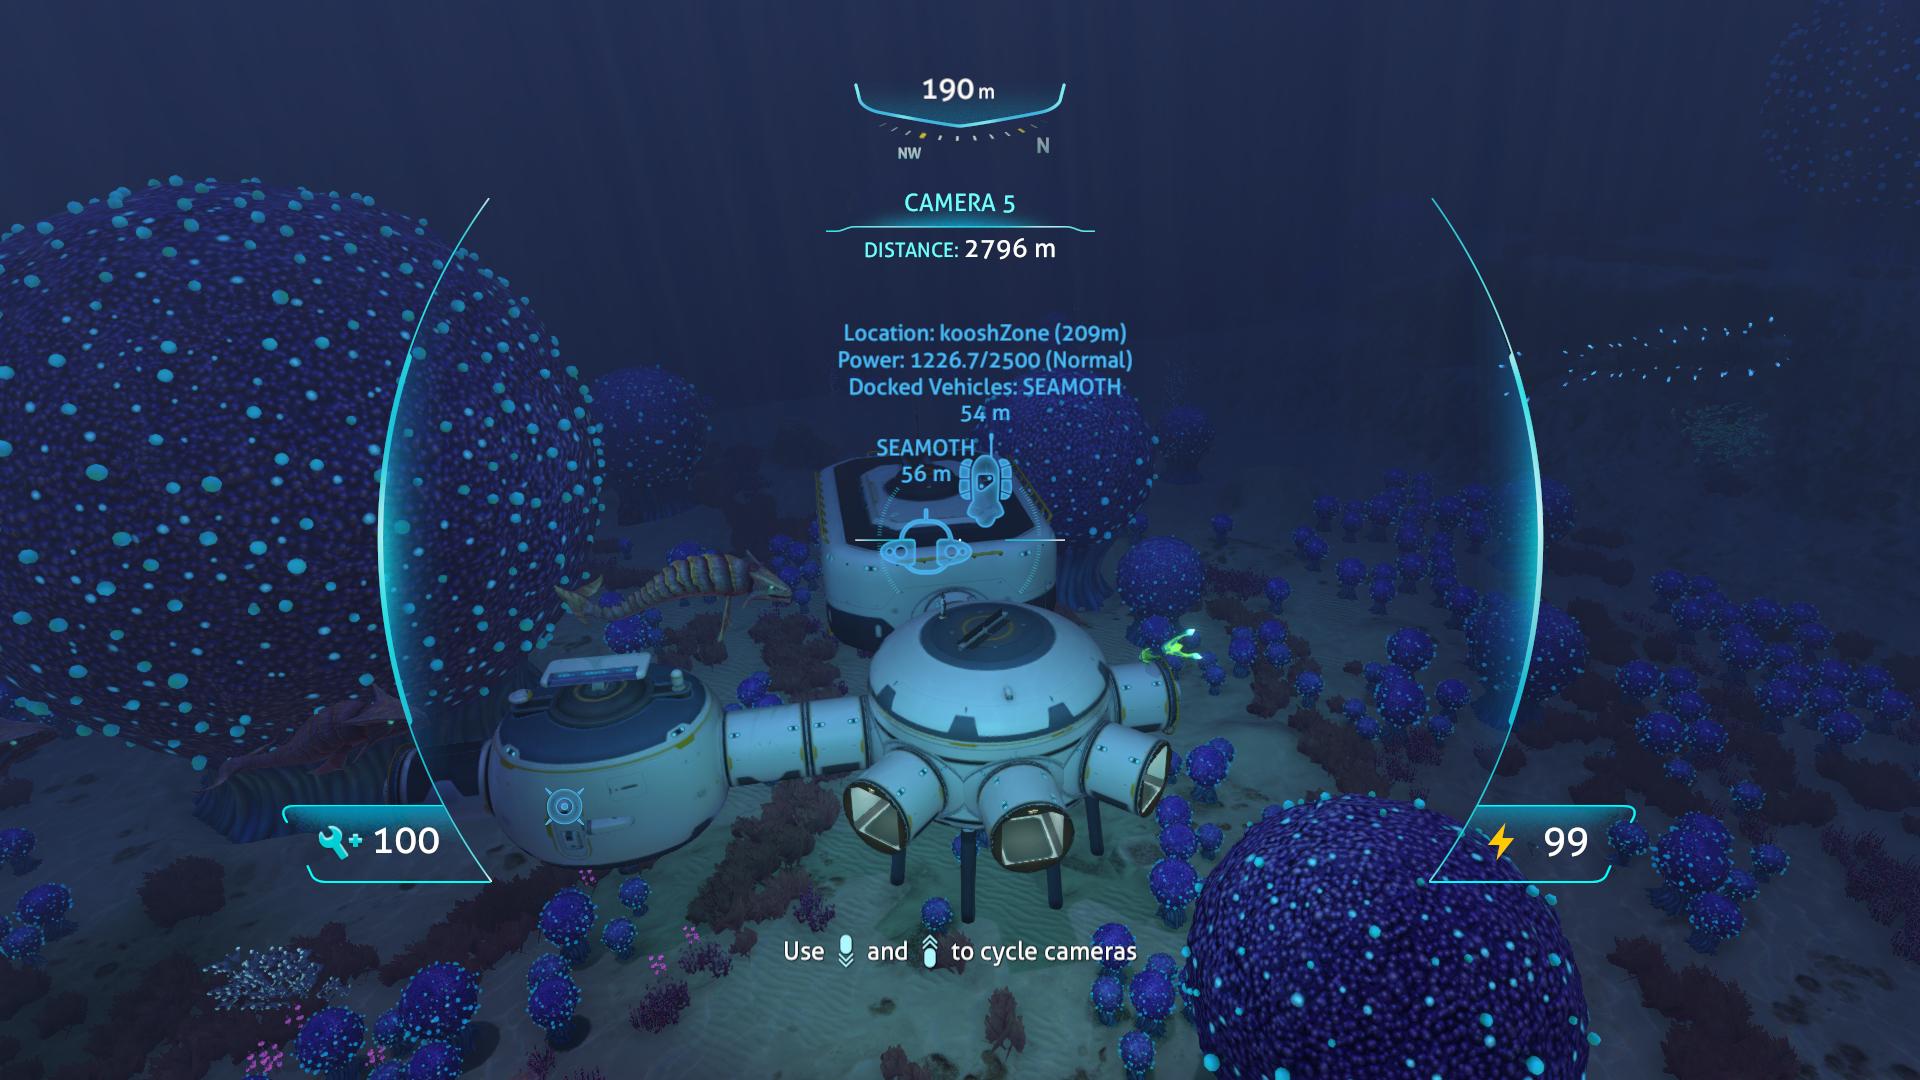 190 m
NW
N
CAMERA 5
DISTANCE: 2796 m
Location: kooshZone (209m)
Power: 1226.7/2500 (Normal)
Docked Vehicles: SEAMOTH
54 m
SEAMOTH
56 m
100
99
Use and to cycle cameras